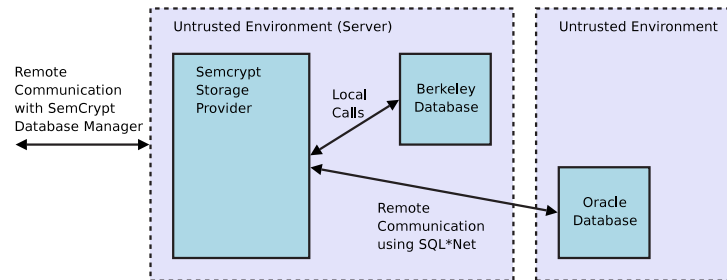 Untrusted Environment (Server)
Untrusted Environment
Remote
Communication
with SemCrypt
Database Manager
Semcrypt
Storage
Provider
Local
Calls
Berkeley
Database
Remote
Communication
using SQL*Net
Oracle
Database